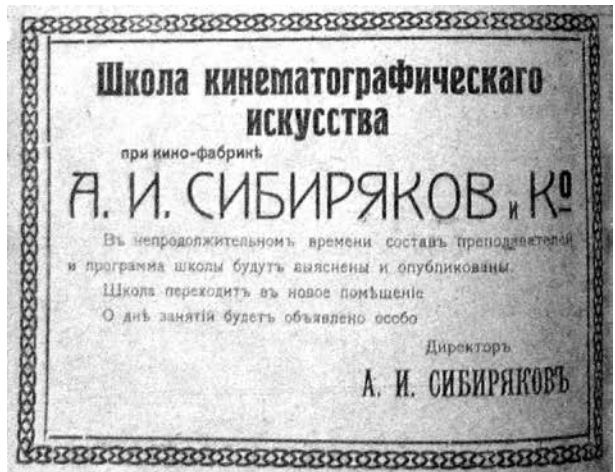 Школа кинематографическаго
искусства
при кино-фабрикѣ
А. И. СИБИРЯКОВ и Кº
Въ непродолжительномъ времени составъ преподавателей
и программа школы будутъ выяснены и опубликованы.
Школа переходитъ въ новое помѣщеніе
О днѣ занятій будетъ объявлено особо
Директоръ
А. И. СИБИРЯКОВЪ